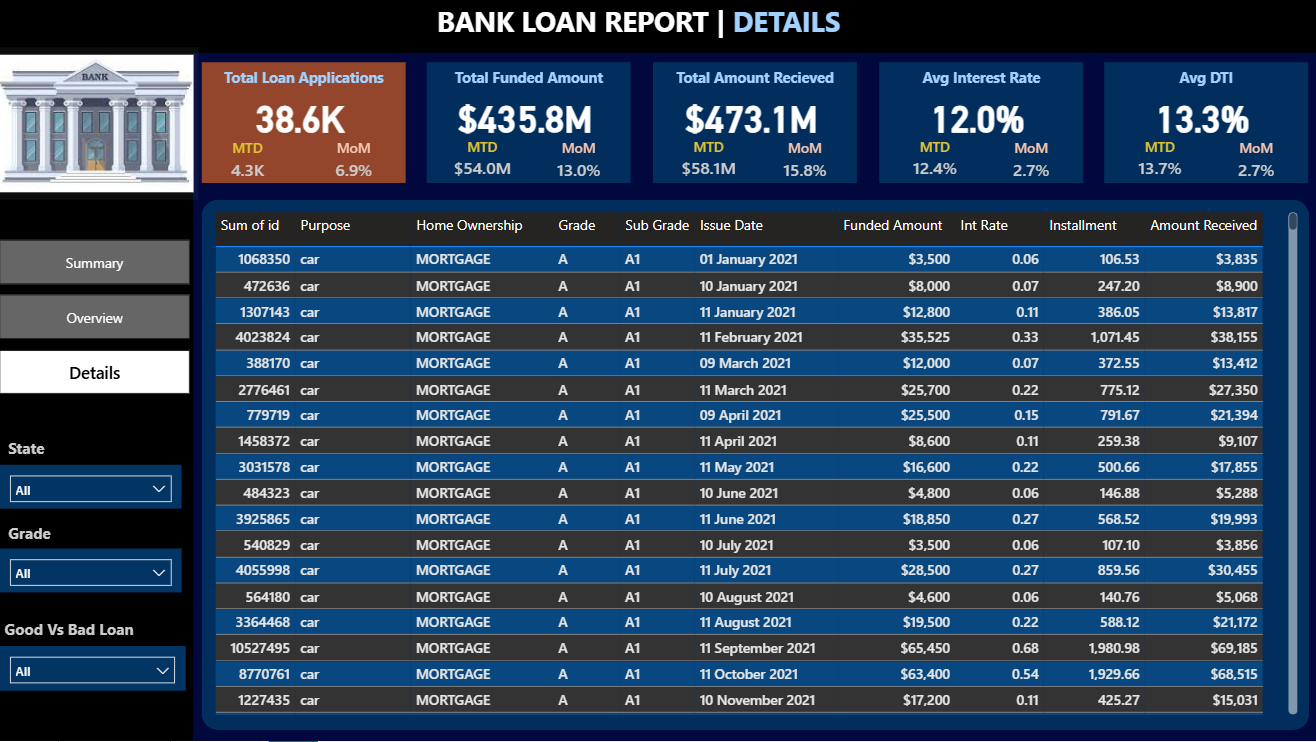 BANK LOAN REPORT | DETAILS
BANK
Total Loan Applications
38.6K
MTD MoM
4.3K 6.9%
Total Funded Amount
$435.8M
MTD MoM
$54.0M 13.0%
Total Amount Recieved
$473.1M
MTD MoM
$58.1M 15.8%
Avg Interest Rate
12.0%
MTD MoM
12.4% 2.7%
Avg DTI
13.3%
MTD MoM
13.7% 2.7%
Summary
Overview
Details
State
All
Grade
All
Good Vs Bad Loan
All
Sum of id Purpose Home Ownership Grade Sub Grade Issue Date Funded Amount Int Rate Installment Amount Received
1068350 car MORTGAGE A A1 01 January 2021 $3,500 0.06 106.53 $3,835
472636 car MORTGAGE A A1 10 January 2021 $8,000 0.07 247.20 $8,900
1307143 car MORTGAGE A A1 11 January 2021 $12,800 0.11 386.05 $13,817
4023824 car MORTGAGE A A1 11 February 2021 $35,525 0.33 1,071.45 $38,155
388170 car MORTGAGE A A1 09 March 2021 $12,000 0.07 372.55 $13,412
2776461 car MORTGAGE A A1 11 March 2021 $25,700 0.22 775.12 $27,350
779719 car MORTGAGE A A1 09 April 2021 $25,500 0.15 791.67 $21,394
1458372 car MORTGAGE A A1 11 April 2021 $8,600 0.11 259.38 $9,107
3031578 car MORTGAGE A A1 11 May 2021 $16,600 0.22 500.66 $17,855
484323 car MORTGAGE A A1 10 June 2021 $4,800 0.06 146.88 $5,288
3925865 car MORTGAGE A A1 11 June 2021 $18,850 0.27 568.52 $19,993
540829 car MORTGAGE A A1 10 July 2021 $3,500 0.06 107.10 $3,856
4055998 car MORTGAGE A A1 11 July 2021 $28,500 0.27 859.56 $30,455
564180 car MORTGAGE A A1 10 August 2021 $4,600 0.06 140.76 $5,068
3364468 car MORTGAGE A A1 11 August 2021 $19,500 0.22 588.12 $21,172
10527495 car MORTGAGE A A1 11 September 2021 $65,450 0.68 1,980.98 $69,185
8770761 car MORTGAGE A A1 11 October 2021 $63,400 0.54 1,929.66 $68,515
1227435 car MORTGAGE A A1 10 November 2021 $17,200 0.11 425.27 $15,031